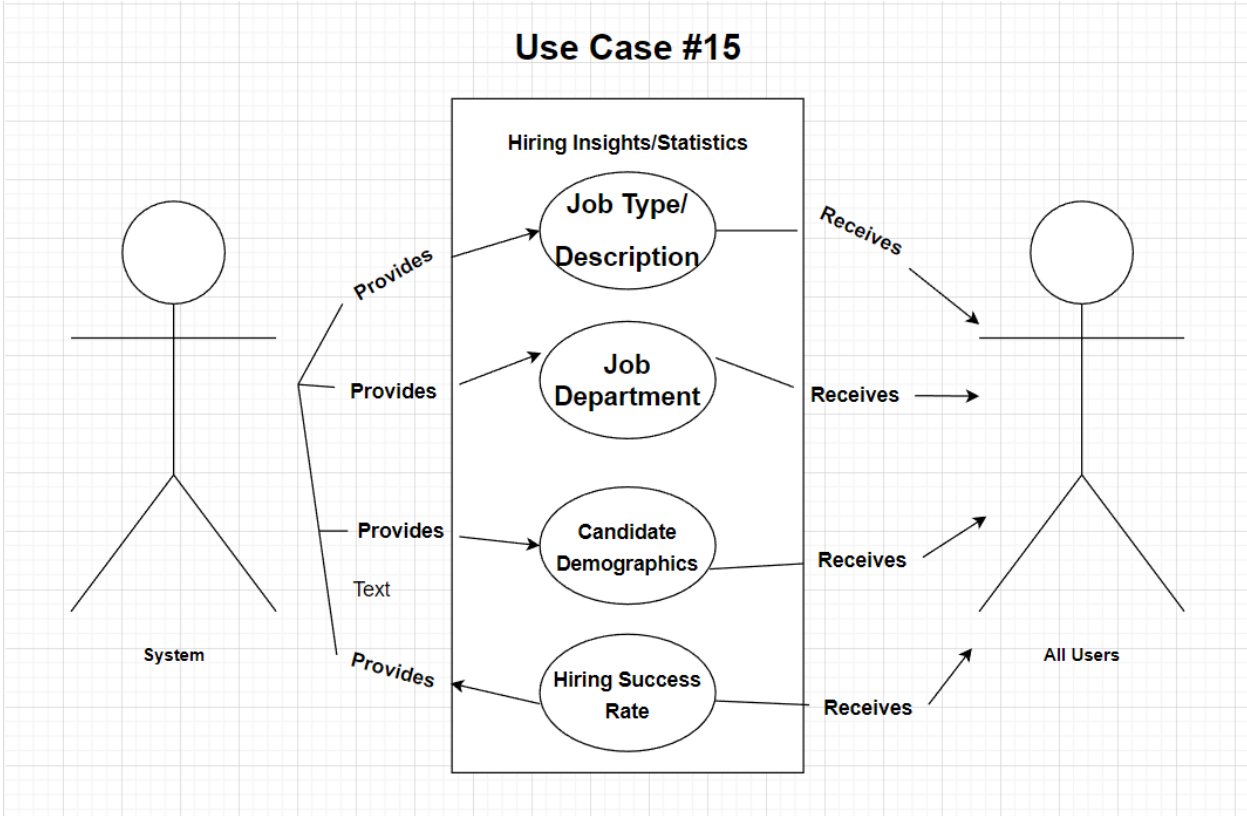 Use Case #15
Hiring Insights/Statistics
Job Type/
Description
Provides
Receives
Job
Department
Provides
Receives
Candidate
Demographics
Provides
Receives
Text
System
All Users
Provides
Hiring Success
Rate
Receives